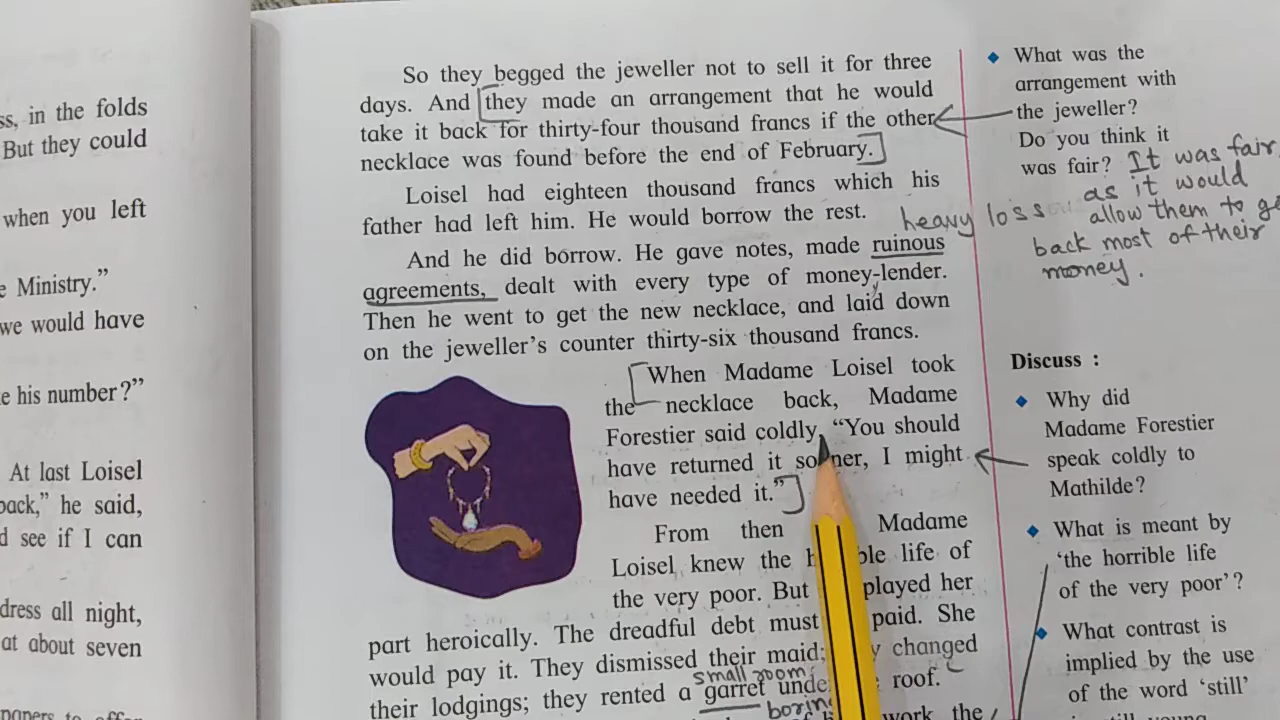 ss, in the folds
But they could
when you left
e Ministry.”
we would have
e his number?”
At last Loisel
back,” he said,
d see if I can
dress all night,
at about seven
So they begged the jeweller not to sell it for three
days. And they made an arrangement that he would
take it back for thirty-four thousand francs if the other
necklace was found before the end of February.
Loisel had eighteen thousand francs which his
father had left him. He would borrow the rest.
heavy loss
And he did borrow. He gave notes, made ruinous
agreements, dealt with every type of money-lender.
Then he went to get the new necklace, and laid down
on the jeweller’s counter thirty-six thousand francs.
When Madame Loisel took
the necklace back, Madame
Forestier said coldly, “You should
have returned it sooner, I might
have needed it.”
From then Madame
Loisel knew the life of
the very poor. But played her
part heroically. The dreadful debt must paid. She
would pay it. They dismissed their maid; changed
small room
their lodgings; they rented a garret roof.
boring
work the
What was the
arrangement with
the jeweller?
Do you think it
was fair? It was fair
as it would
allow them to
back most of their
money.
Discuss :
Why did
Madame Forestier
speak coldly to
Mathilde?
What is meant by
‘the horrible life
of the very poor’?
What contrast is
implied by the use
of the word ‘still’